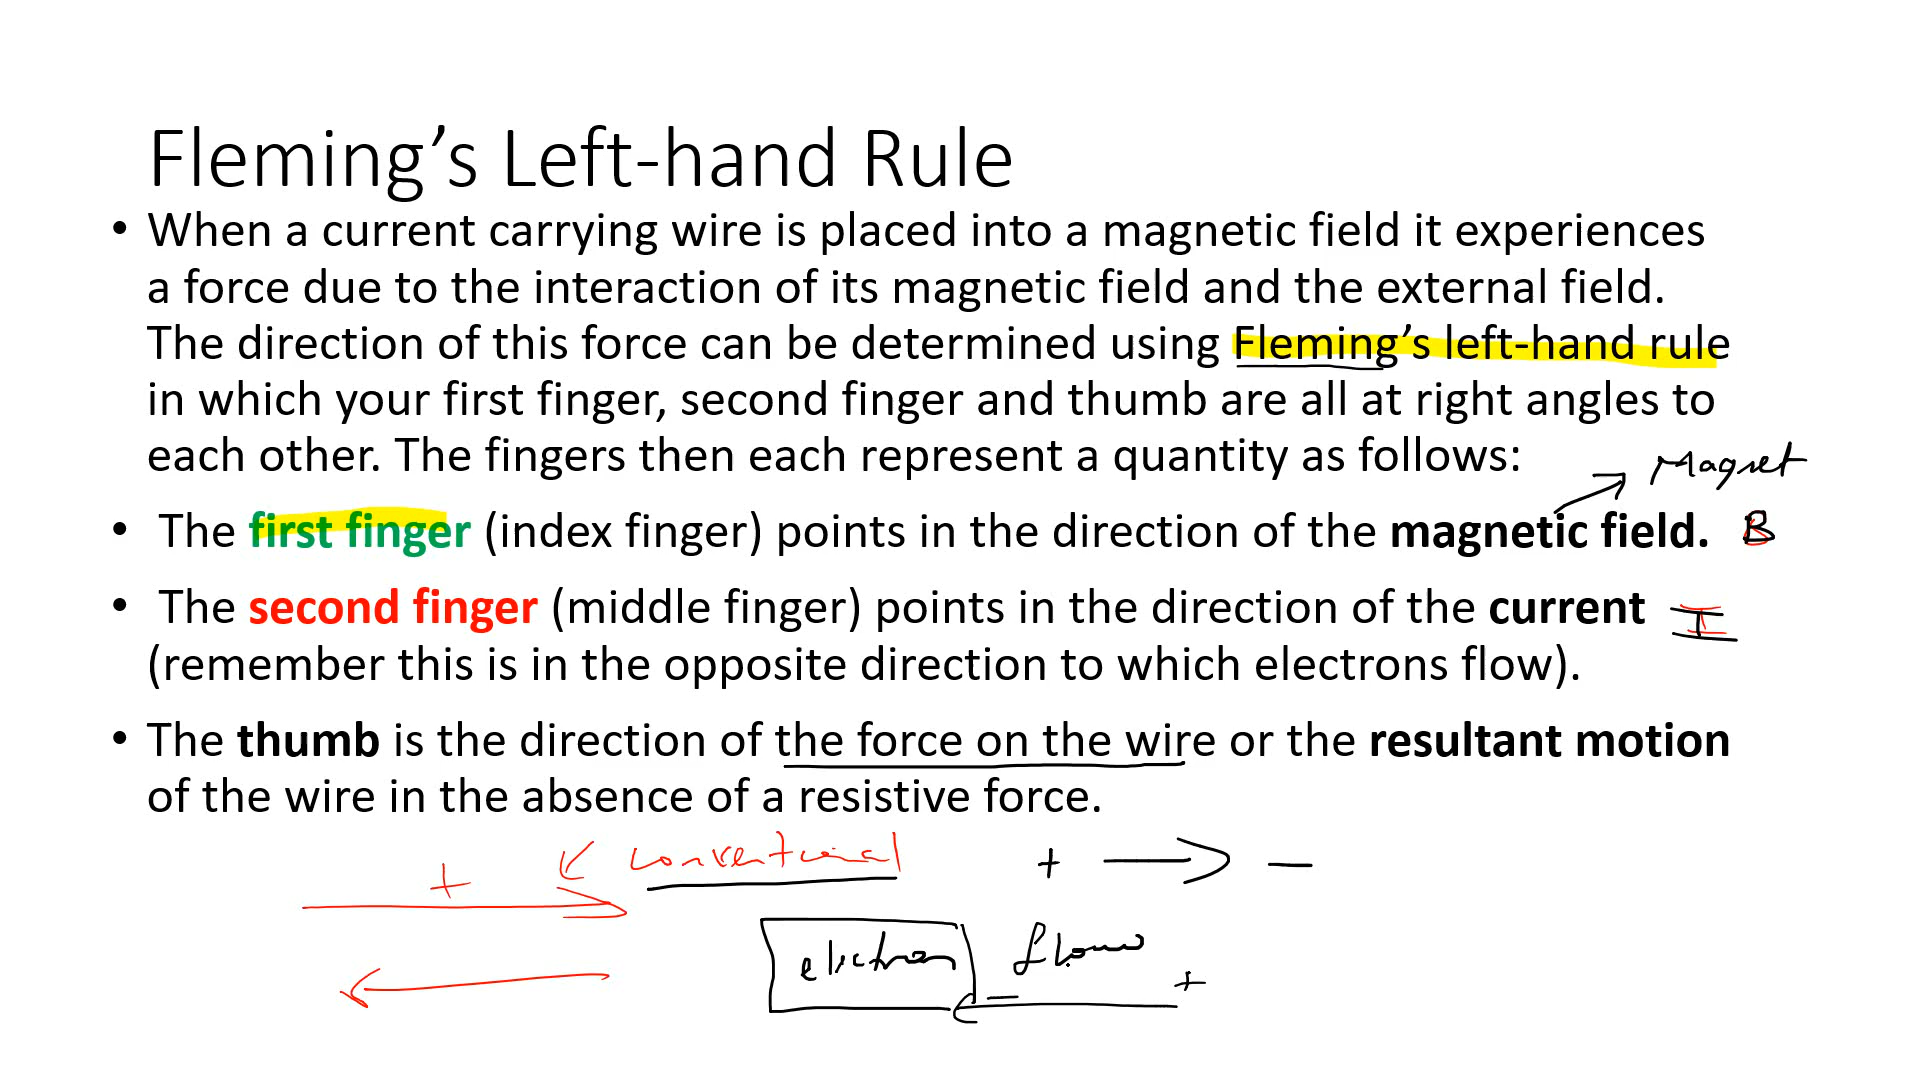 Fleming’s Left-hand Rule
• When a current carrying wire is placed into a magnetic field it experiences
a force due to the interaction of its magnetic field and the external field.
The direction of this force can be determined using Fleming’s left-hand rule
in which your first finger, second finger and thumb are all at right angles to
each other. The fingers then each represent a quantity as follows:
Magnet
• The first finger (index finger) points in the direction of the magnetic field. B
• The second finger (middle finger) points in the direction of the current I
(remember this is in the opposite direction to which electrons flow).
• The thumb is the direction of the force on the wire or the resultant motion
of the wire in the absence of a resistive force.
+ conventional + → −
electron flow
− +